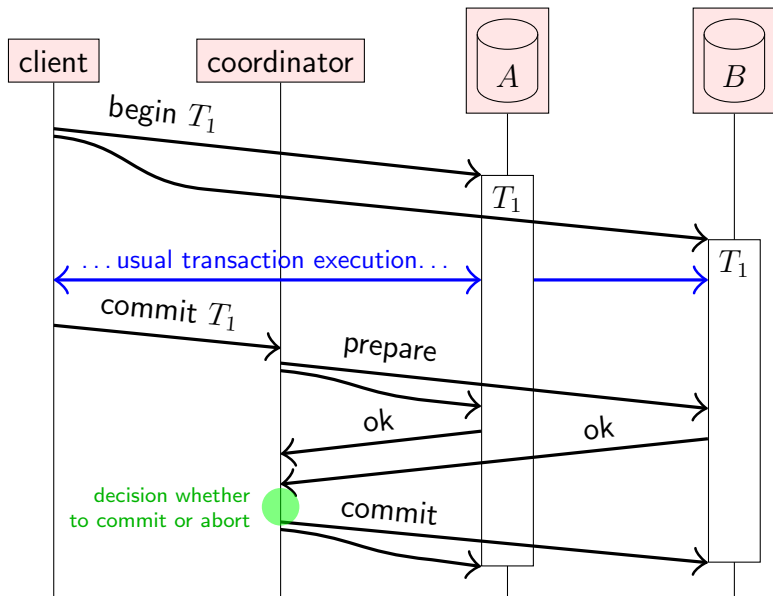 client
coordinator
A
B
begin T₁
T₁
T₁
...usual transaction execution...
commit T₁
prepare
ok
ok
decision whether
to commit or abort
commit